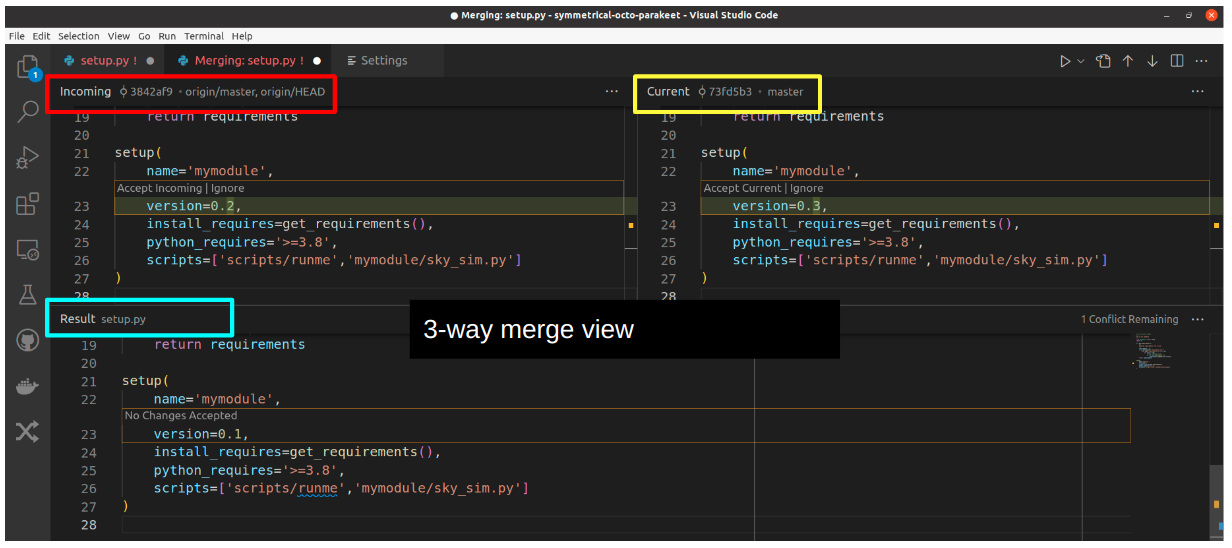 Merging: setup.py - symmetrical-octo-parakeet - Visual Studio Code
File Edit Selection View Go Run Terminal Help
setup.py ! Merging: setup.py ! Settings
1
Incoming 3842af9 • origin/master, origin/HEAD ...
19 return requirements
20
21 setup(
22 name='mymodule',
Accept Incoming | Ignore
23 version=0.2,
24 install_requires=get_requirements(),
25 python_requires='>=3.8',
26 scripts=['scripts/runme','mymodule/sky_sim.py']
27 )
28
Current 73fd5b3 • master ...
19 return requirements
20
21 setup(
22 name='mymodule',
Accept Current | Ignore
23 version=0.3,
24 install_requires=get_requirements(),
25 python_requires='>=3.8',
26 scripts=['scripts/runme','mymodule/sky_sim.py']
27 )
28
3-way merge view
Result setup.py 1 Conflict Remaining ...
19 return requirements
20
21 setup(
22 name='mymodule',
No Changes Accepted
23 version=0.1,
24 install_requires=get_requirements(),
25 python_requires='>=3.8',
26 scripts=['scripts/runme','mymodule/sky_sim.py']
27 )
28